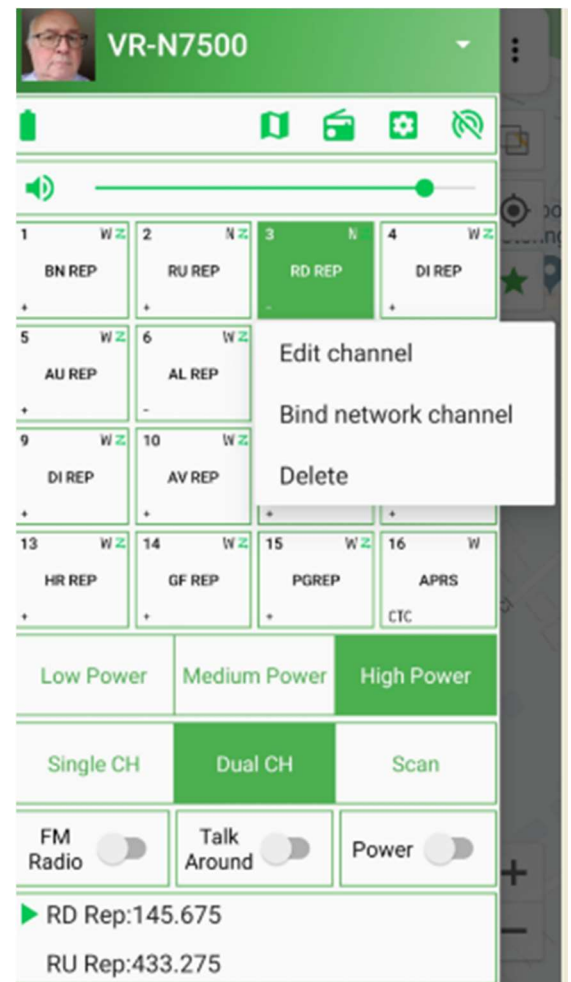 VR-N7500
1 W Z 2 N Z 3 N Z 4 W Z
BN REP RU REP RD REP DI REP
+ + - +
5 W Z 6 W Z
AU REP AL REP
+ -
Edit channel
Bind network channel
Delete
9 W Z 10 W Z
DI REP AV REP
+ + + +
13 W Z 14 W Z 15 W Z 16 W
HR REP GF REP PGREP APRS
+ + + CTC
Low Power Medium Power High Power
Single CH Dual CH Scan
FM Radio Talk Around Power
RD Rep:145.675
RU Rep:433.275